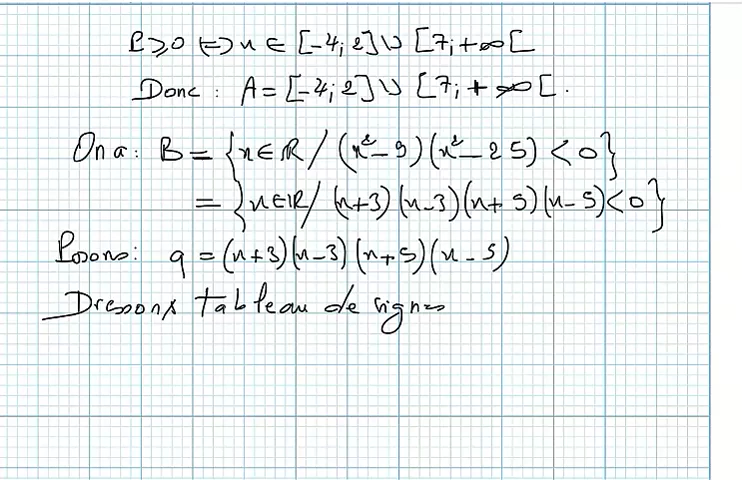 P ⩾ 0 ⇔ x ∈ [-4; 2] ∪ [7; +∞[
Donc : A = [-4; 2] ∪ [7; +∞[.
On a : B = {x ∈ ℝ / (x² - 9)(x² - 25) < 0}
= {x ∈ ℝ / (x+3)(x-3)(x+5)(x-5) < 0}
Posons : q = (x+3)(x-3)(x+5)(x-5)
Dressons tableau de signes